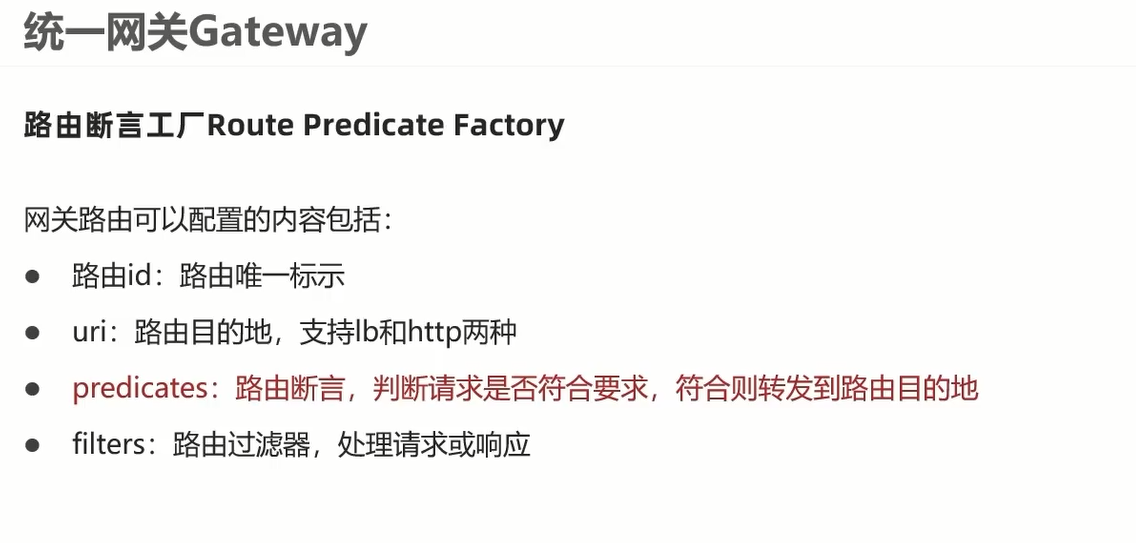 统一网关Gateway
路由断言工厂Route Predicate Factory
网关路由可以配置的内容包括：
● 路由id：路由唯一标示
● uri：路由目的地，支持lb和http两种
● predicates：路由断言，判断请求是否符合要求，符合则转发到路由目的地
● filters：路由过滤器，处理请求或响应